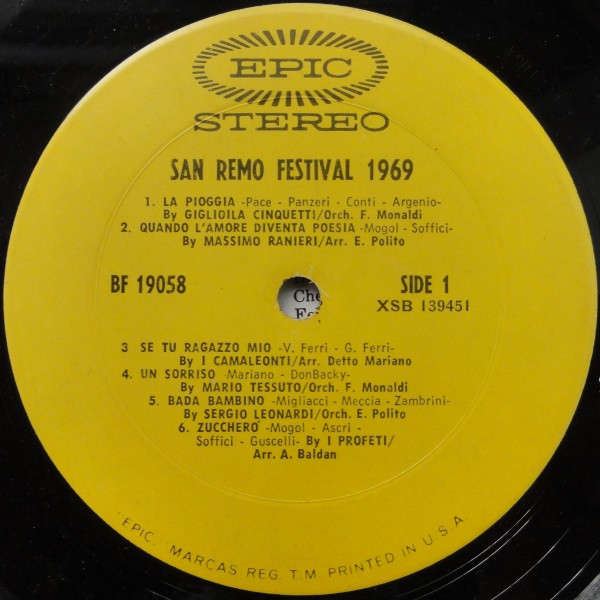 EPIC
STEREO
SAN REMO FESTIVAL 1969
1. LA PIOGGIA -Pace - Panzeri - Conti - Argenio-
By GIGLIOILA CINQUETTI/Orch. F. Monaldi
2. QUANDO L'AMORE DIVENTA POESIA -Mogol - Soffici-
By MASSIMO RANIERI/Arr. E. Polito
BF 19058
SIDE 1
XSB 139451
Che
3 SE TU RAGAZZO MIO -V. Ferri - G. Ferri-
By I CAMALEONTI/Arr. Detto Mariano
4. UN SORRISO -Mariano - DonBacky-
By MARIO TESSUTO/Orch. F. Monaldi
5. BADA BAMBINO -Migliacci - Meccia - Zambrini-
By SERGIO LEONARDI/Orch. E. Polito
6. ZUCCHERO -Mogol - Ascri -
Soffici - Guscelli- By I PROFETI/
Arr. A. Baldan
"EPIC," MARCAS REG. T.M. PRINTED IN U.S.A.